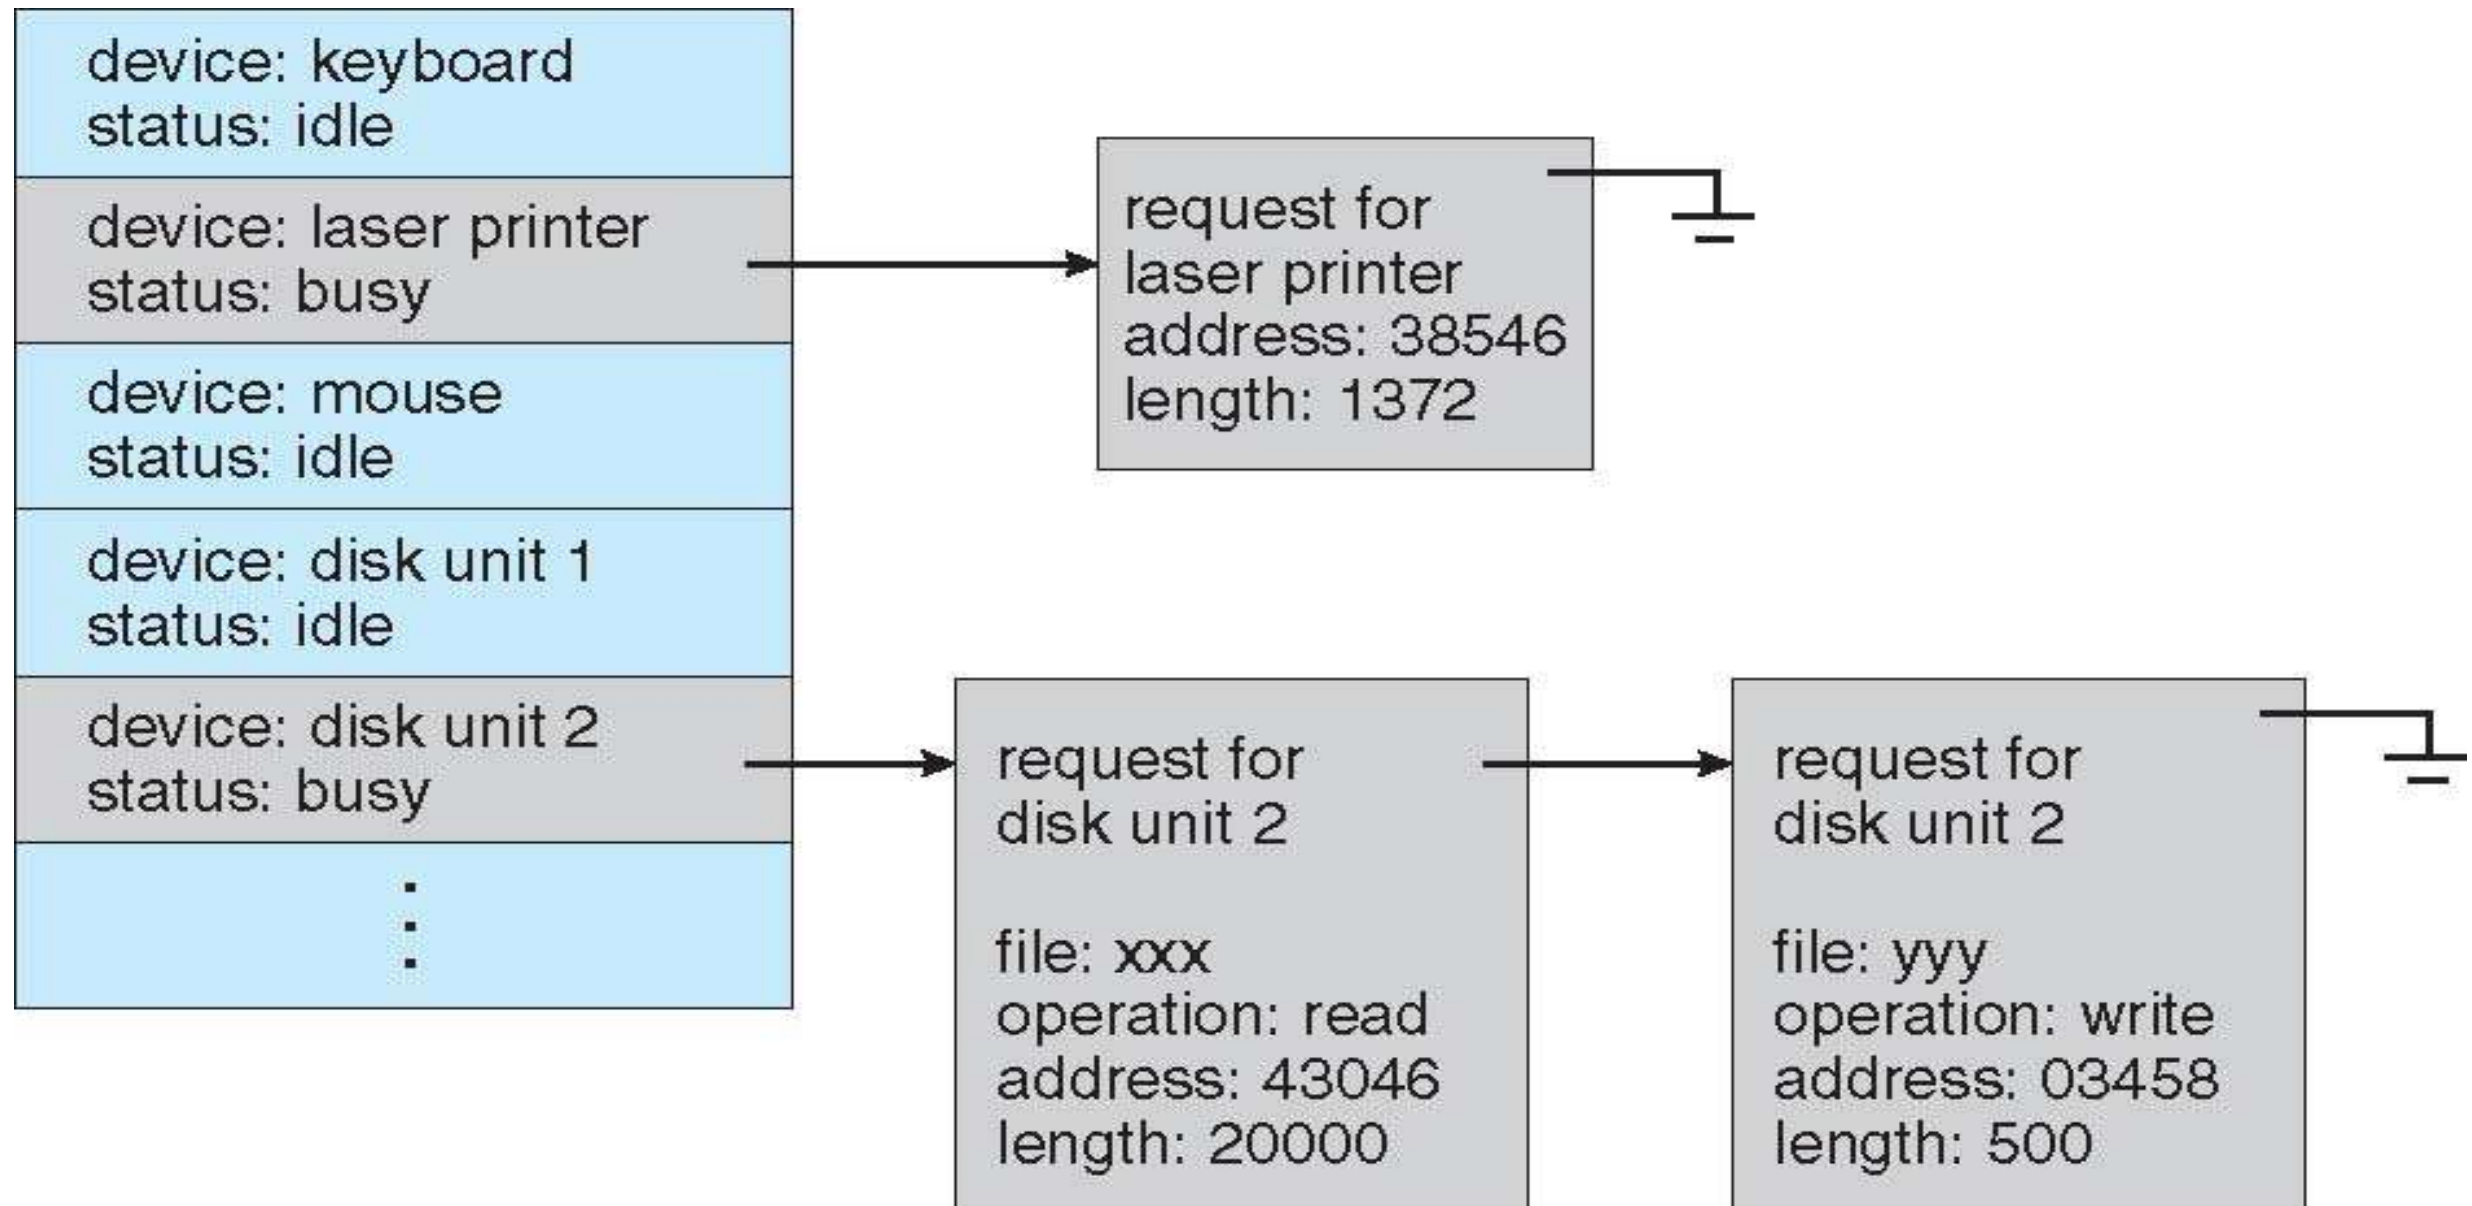 device: keyboard
status: idle
device: laser printer
status: busy
device: mouse
status: idle
device: disk unit 1
status: idle
device: disk unit 2
status: busy
request for
laser printer
address: 38546
length: 1372
request for
disk unit 2
file: xxx
operation: read
address: 43046
length: 20000
request for
disk unit 2
file: yyy
operation: write
address: 03458
length: 500